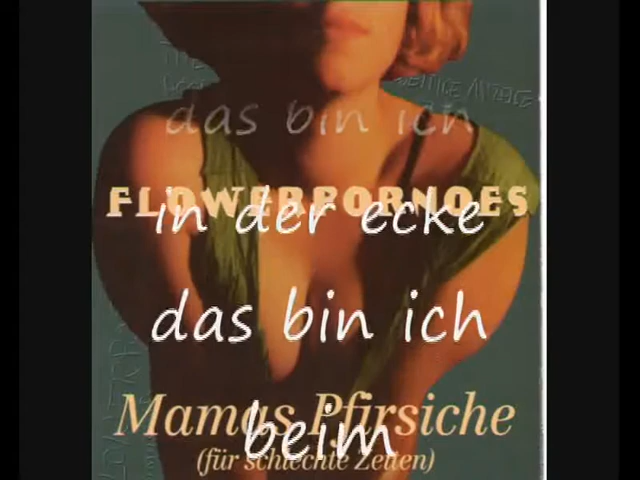 das bin ich
FLOWERPORNOES
in der ecke
das bin ich
Mamas Pfirsiche
beim
(für schlechte Zeiten)